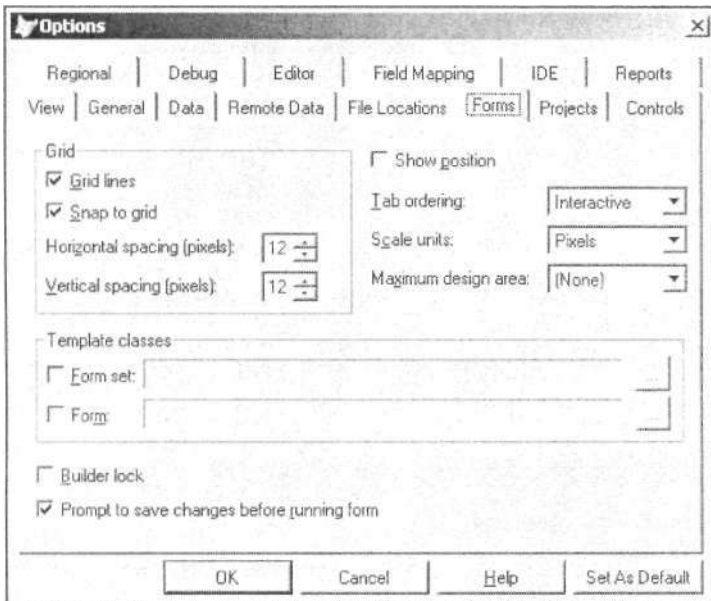 Options
Regional Debug Editor Field Mapping IDE Reports
View General Data Remote Data File Locations Forms Projects Controls
Grid
Grid lines
Snap to grid
Horizontal spacing (pixels): 12
Vertical spacing (pixels): 12
Show position
Tab ordering: Interactive
Scale units: Pixels
Maximum design area: (None)
Template classes
Form set: ...
Form: ...
Builder lock
Prompt to save changes before running form
OK Cancel Help Set As Default